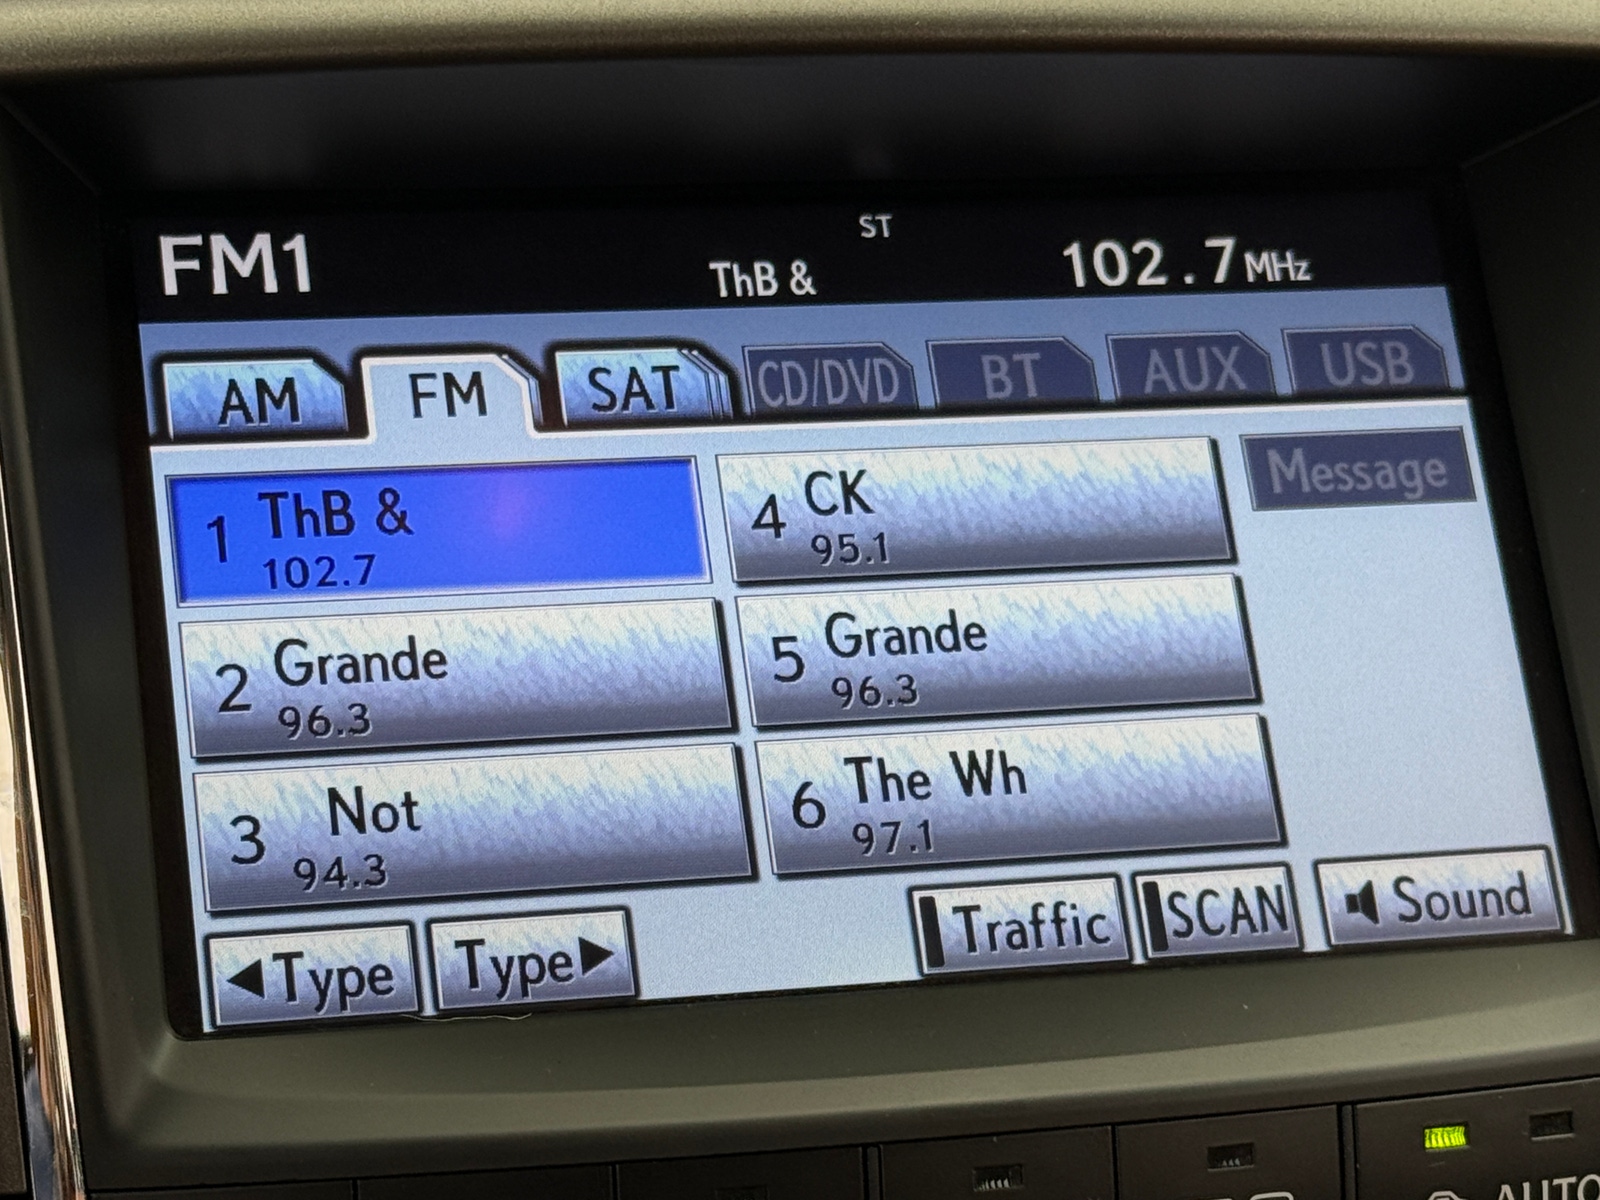 FM1
ST
ThB &
102.7MHz
AM
FM
SAT
CD/DVD
BT
AUX
USB
1 ThB &
102.7
4 CK
95.1
Message
2 Grande
96.3
5 Grande
96.3
3 Not
94.3
6 The Wh
97.1
◀Type
Type▶
Traffic
SCAN
Sound
AUTO